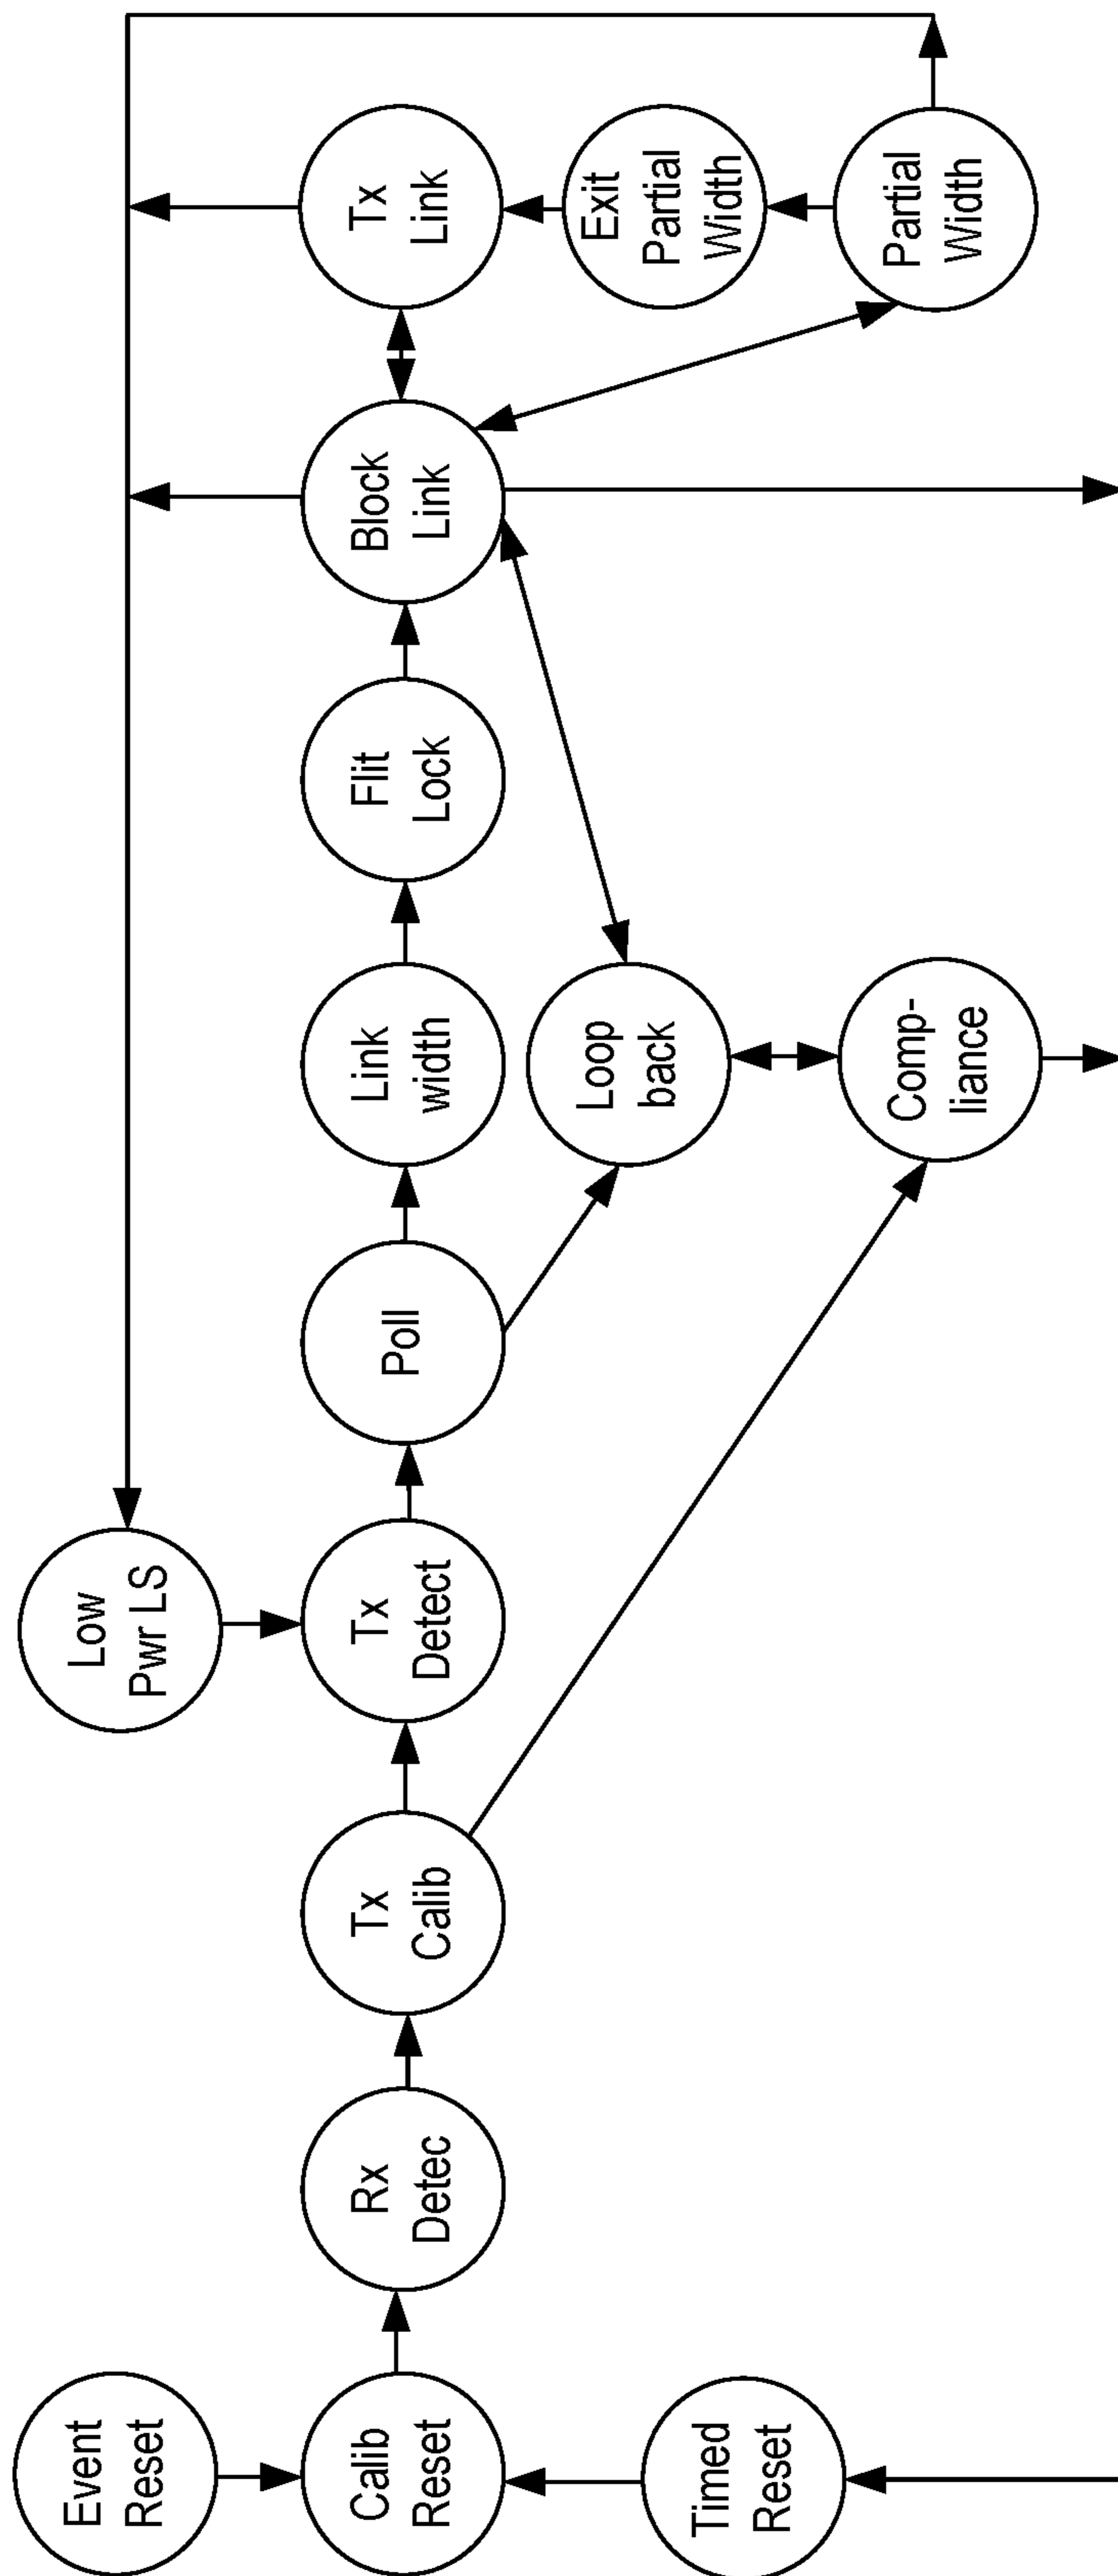 Event
Reset
Calib
Reset
Timed
Reset
Rx
Detec
Tx
Calib
Low
Pwr LS
Tx
Detect
Poll
Link
width
Loop
back
Comp-
liance
Flit
Lock
Block
Link
Tx
Link
Exit
Partial
Width
Partial
Width